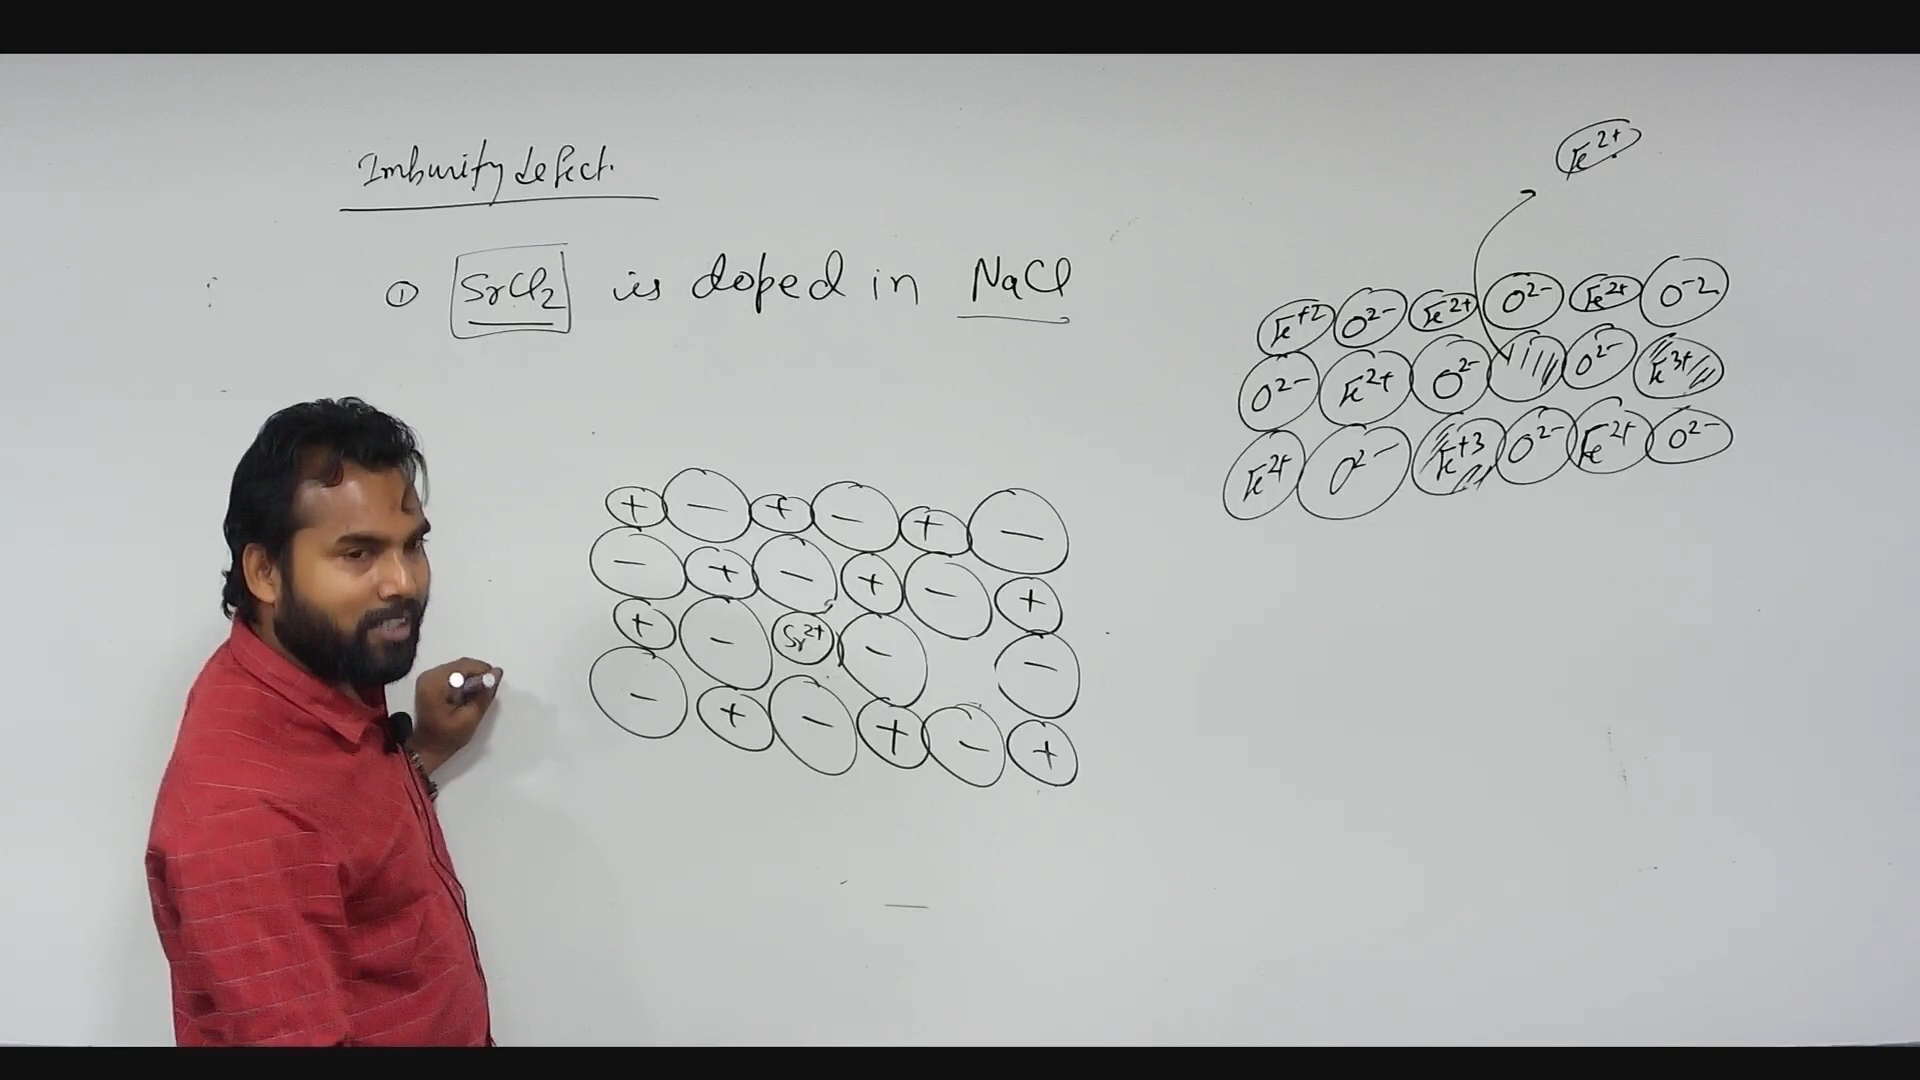 Impurity defect.
① SrCl2 is doped in NaCl
Fe2+
Fe+2 O2- Fe2+ O2- Fe2+ O-2
O2- Fe2+ O2- O2- Fe3+
Fe2+ O2- Fe+3 O2- Fe2+ O2-
+ - + - + -
- + - + - +
+ - Sr2+ - -
- + - + - +